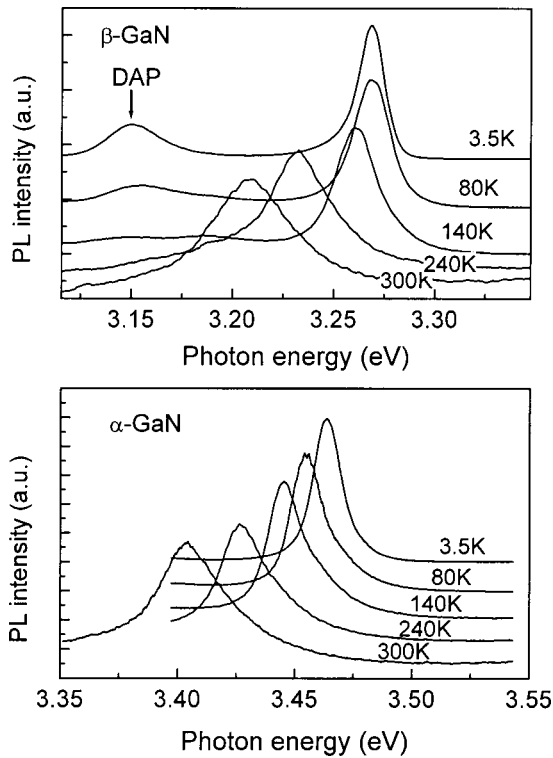 β-GaN
DAP
PL intensity (a.u.)
3.5K
80K
140K
240K
300K
3.15 3.20 3.25 3.30
Photon energy (eV)
α-GaN
PL intensity (a.u.)
3.5K
80K
140K
240K
300K
3.35 3.40 3.45 3.50 3.55
Photon energy (eV)